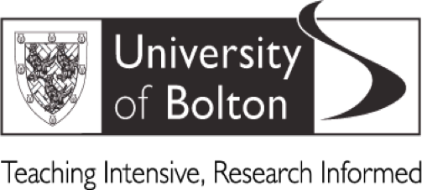 University
of Bolton
Teaching Intensive, Research Informed